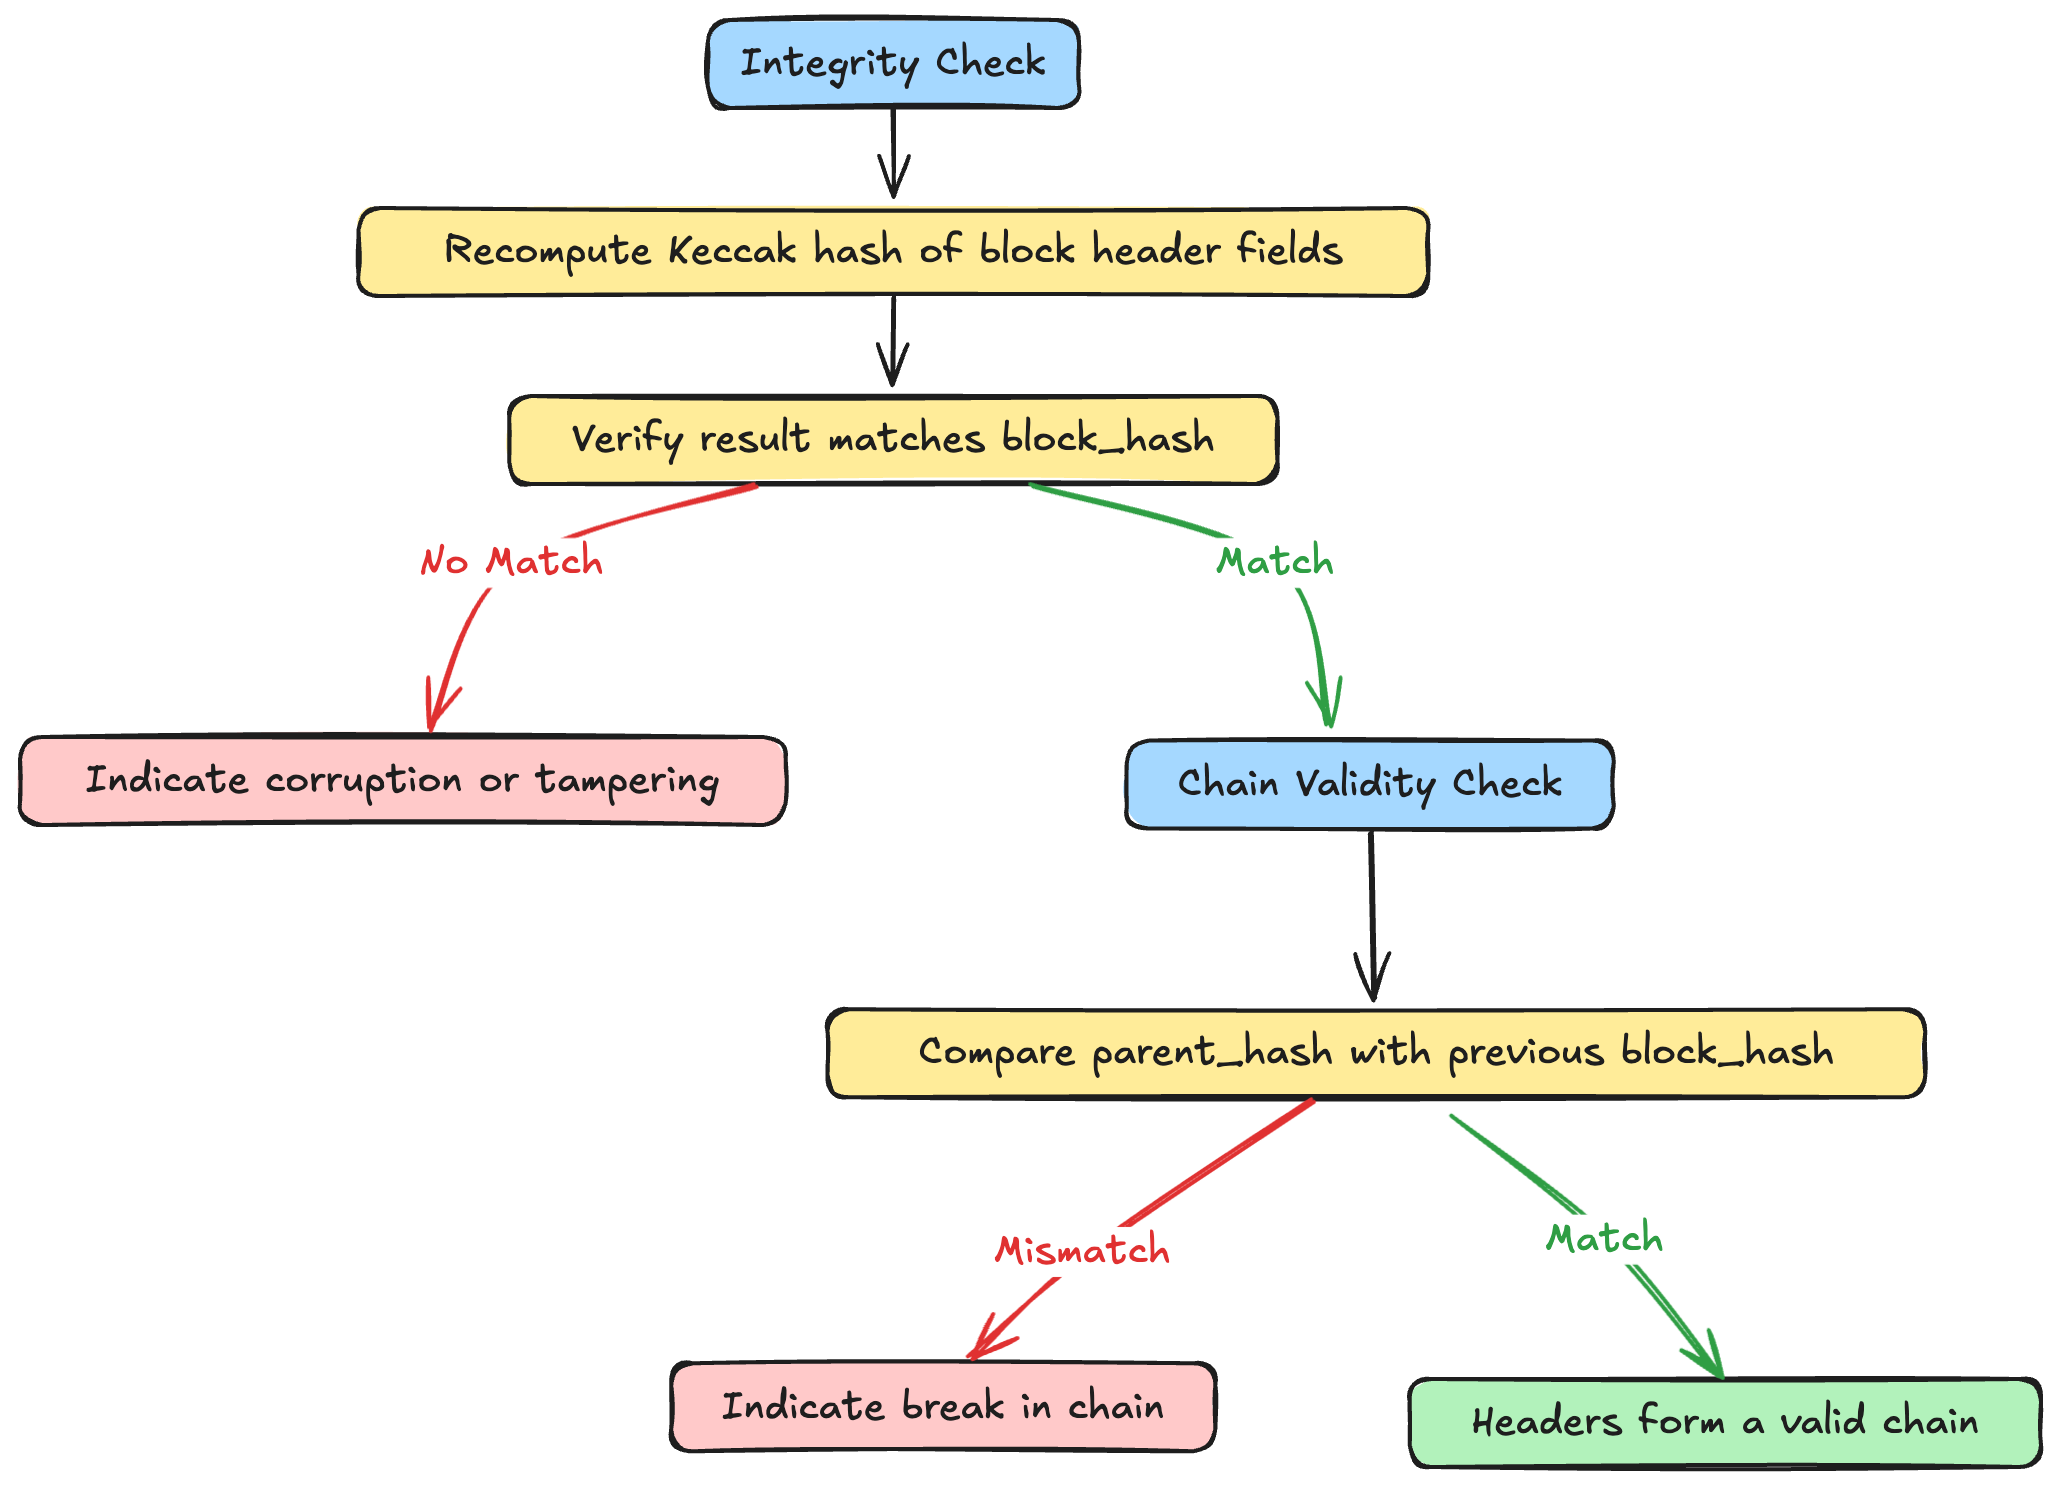 Integrity Check
Recompute Keccak hash of block header fields
Verify result matches block_hash
No Match
Match
Indicate corruption or tampering
Chain Validity Check
Compare parent_hash with previous block_hash
Mismatch
Match
Indicate break in chain
Headers form a valid chain